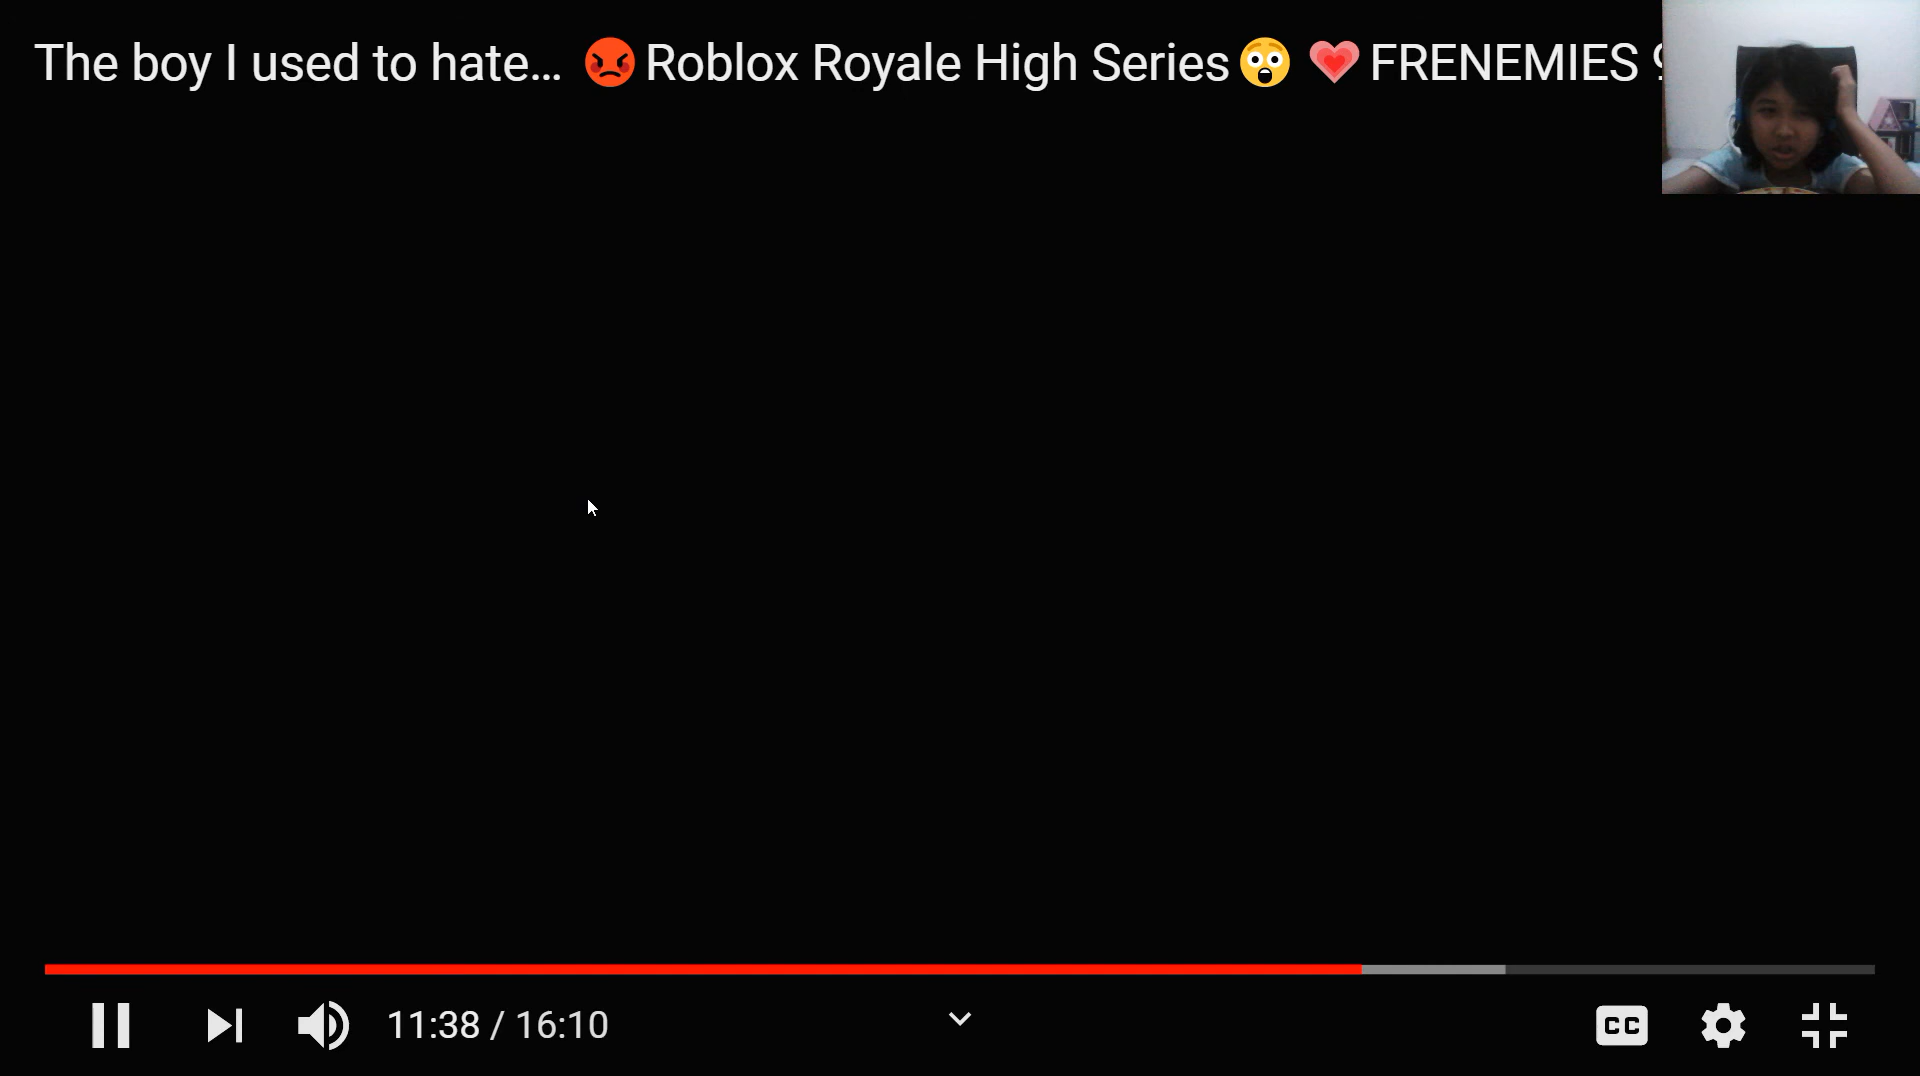 The boy I used to hate... 😡Roblox Royale High Series😲 💗FRENEMIES
11:38 / 16:10
CC